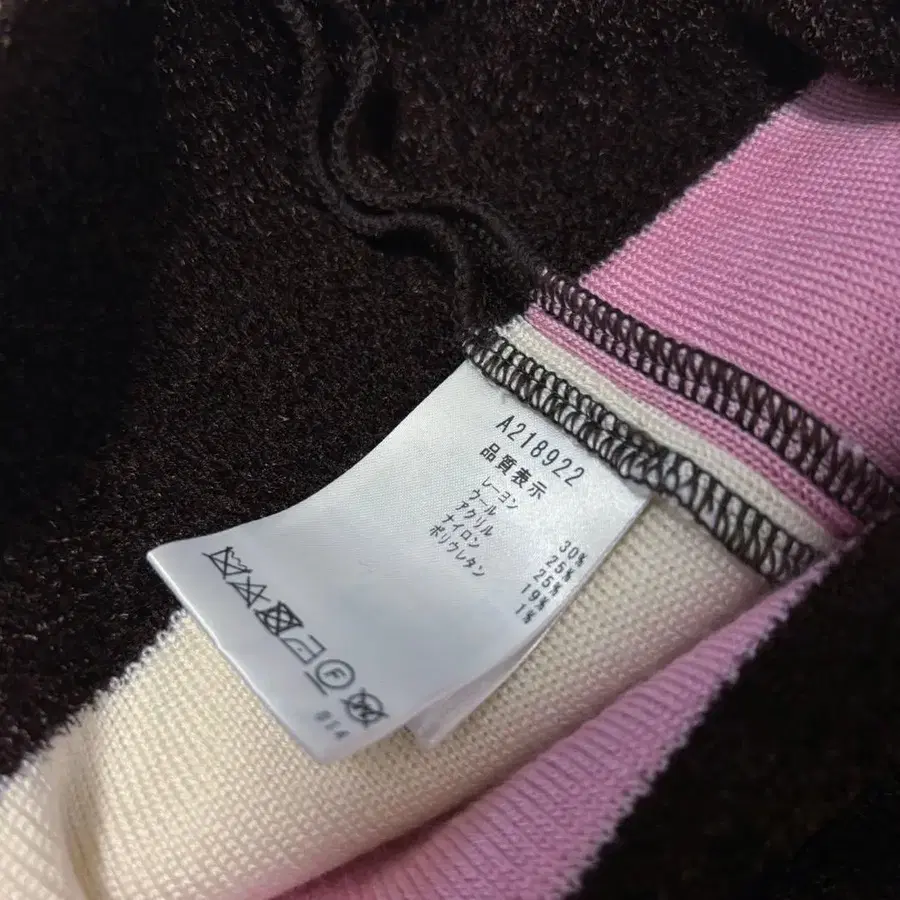 A218922
品質表示
レーヨン 30%
ウール 25%
アクリル 25%
ナイロン 19%
ポリウレタン 1%
F